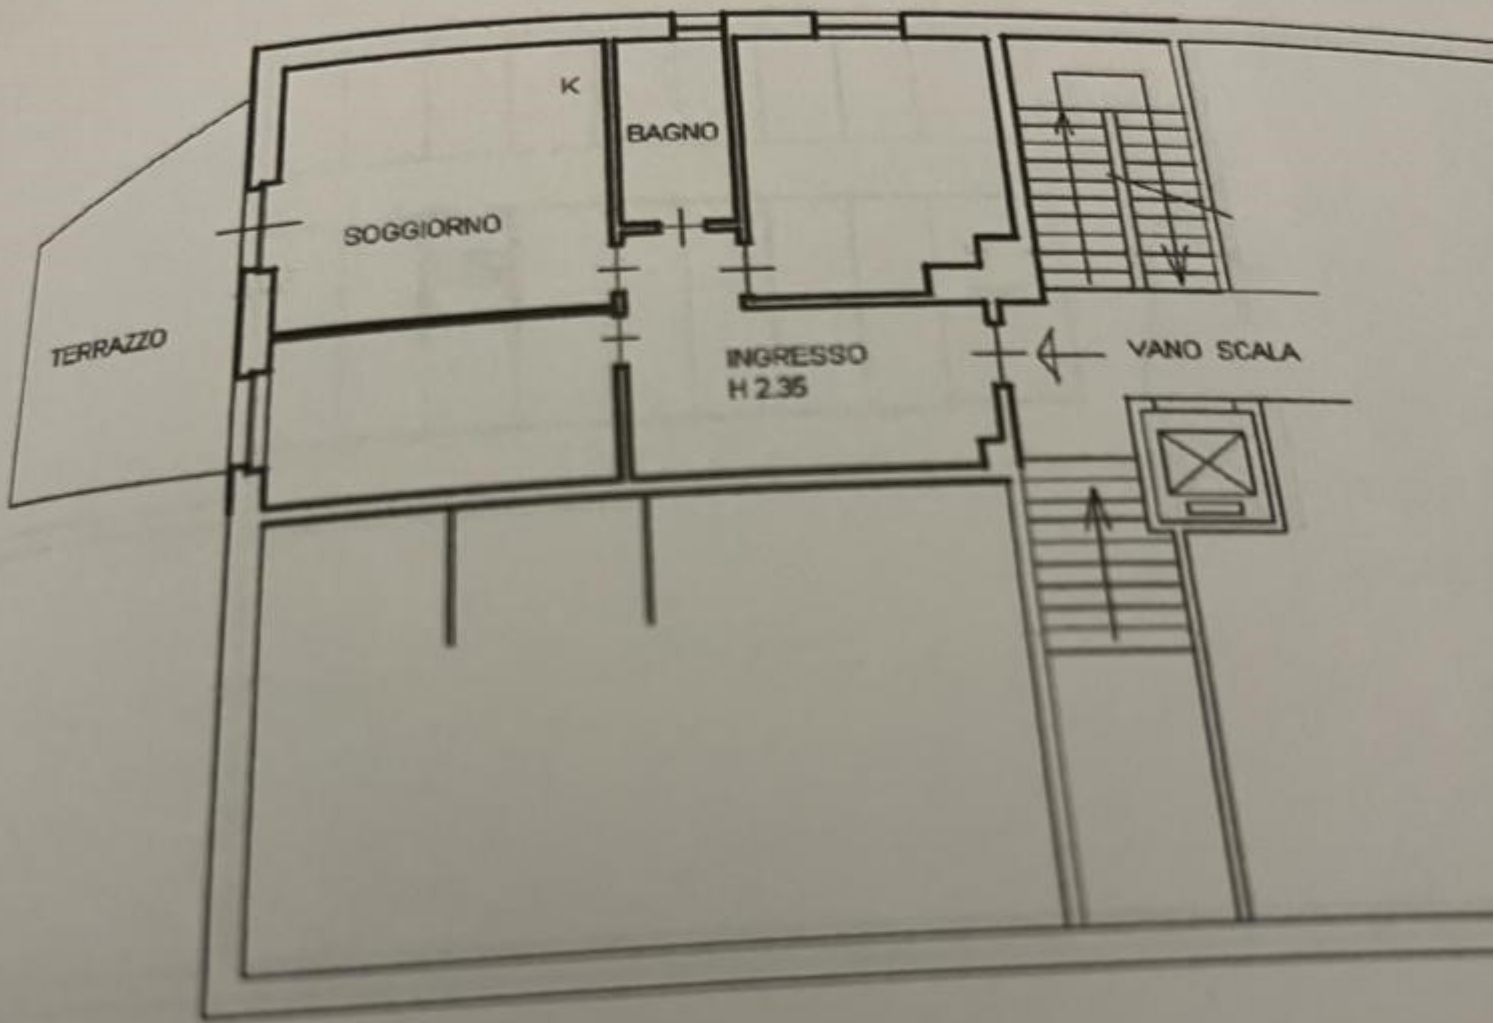 K
BAGNO
SOGGIORNO
TERRAZZO
INGRESSO
H 2.35
VANO SCALA